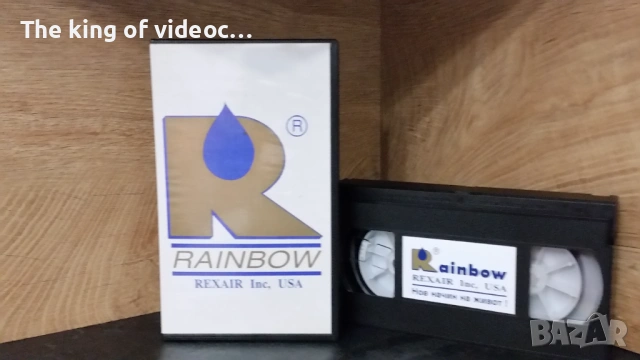 The king of videoc...
R
®
RAINBOW
REXAIR Inc, USA
Rainbow
REXAIR Inc, USA
Нов начин на живот !
BAZAR